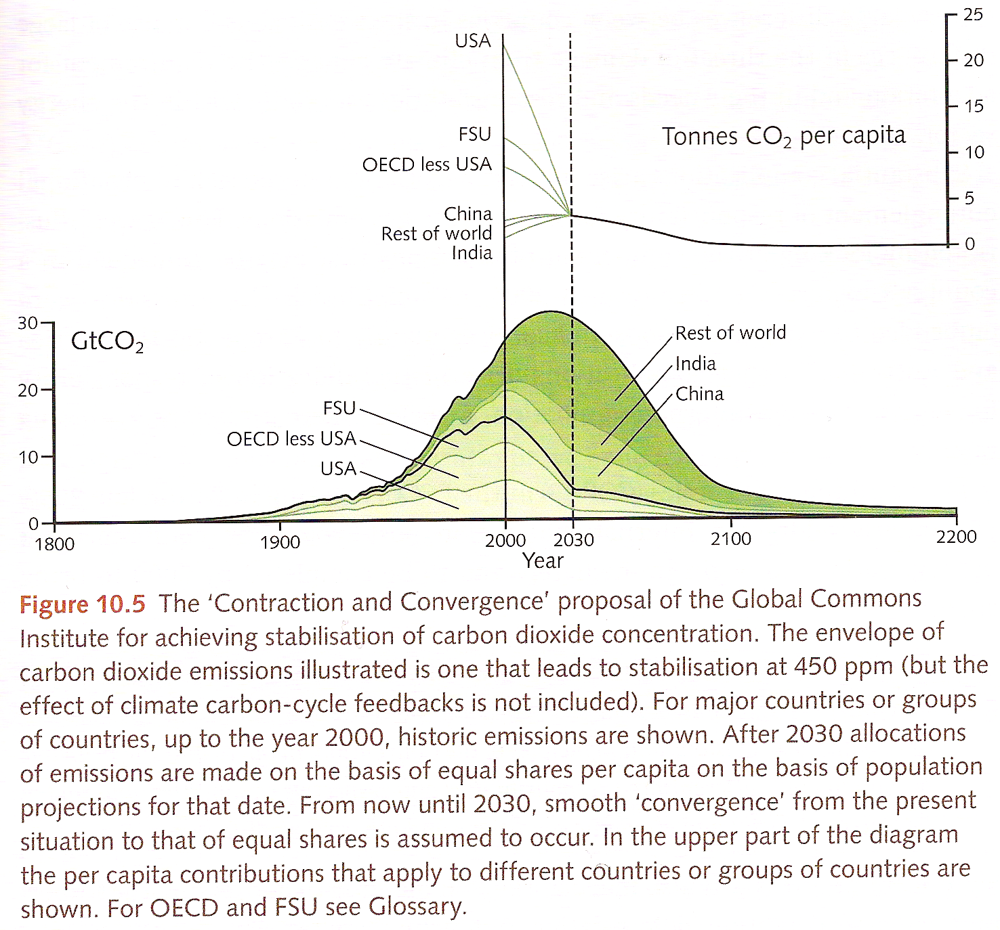 25
USA
20
15
FSU
Tonnes CO₂ per capita
10
OECD less USA
5
China
Rest of world
0
India
30
GtCO₂
Rest of world
India
20
China
FSU
OECD less USA
10
USA
0
1800 1900 2000 2030 2100 2200
Year
Figure 10.5 The ‘Contraction and Convergence’ proposal of the Global Commons
Institute for achieving stabilisation of carbon dioxide concentration. The envelope of
carbon dioxide emissions illustrated is one that leads to stabilisation at 450 ppm (but the
effect of climate carbon-cycle feedbacks is not included). For major countries or groups
of countries, up to the year 2000, historic emissions are shown. After 2030 allocations
of emissions are made on the basis of equal shares per capita on the basis of population
projections for that date. From now until 2030, smooth ‘convergence’ from the present
situation to that of equal shares is assumed to occur. In the upper part of the diagram
the per capita contributions that apply to different countries or groups of countries are
shown. For OECD and FSU see Glossary.